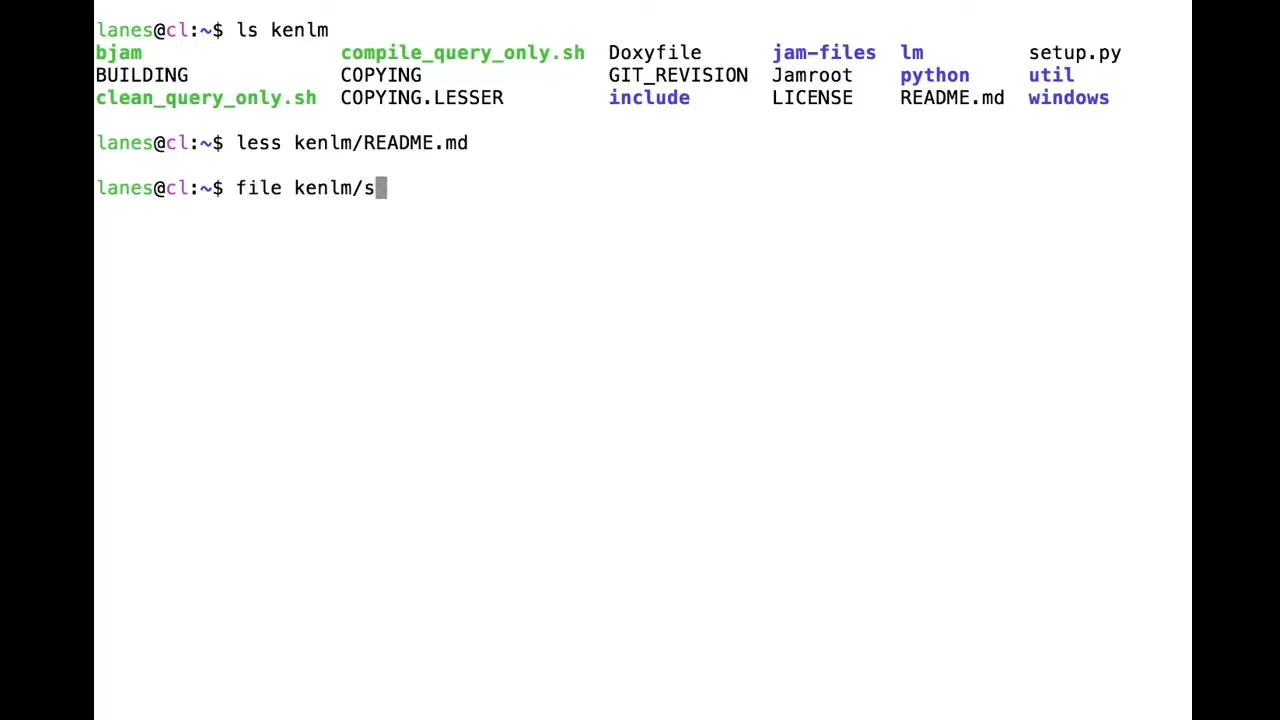 lanes@cl:~$ ls kenlm
bjam compile_query_only.sh Doxyfile jam-files lm setup.py
BUILDING COPYING GIT_REVISION Jamroot python util
clean_query_only.sh COPYING.LESSER include LICENSE README.md windows
lanes@cl:~$ less kenlm/README.md
lanes@cl:~$ file kenlm/s